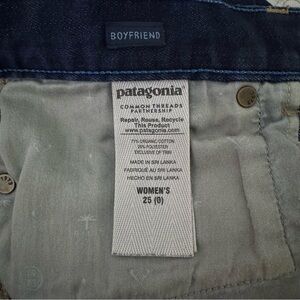 BOYFRIEND
patagonia®
COMMON THREADS
PARTNERSHIP
Repair, Reuse, Recycle
This Product
www.patagonia.com
77% ORGANIC COTTON
EXCLUSIVE OF TRIM
MADE IN SRI LANKA
FABRIQUÉ AU SRI LANKA
HECHO EN SRI LANKA
WOMEN'S
25 (0)